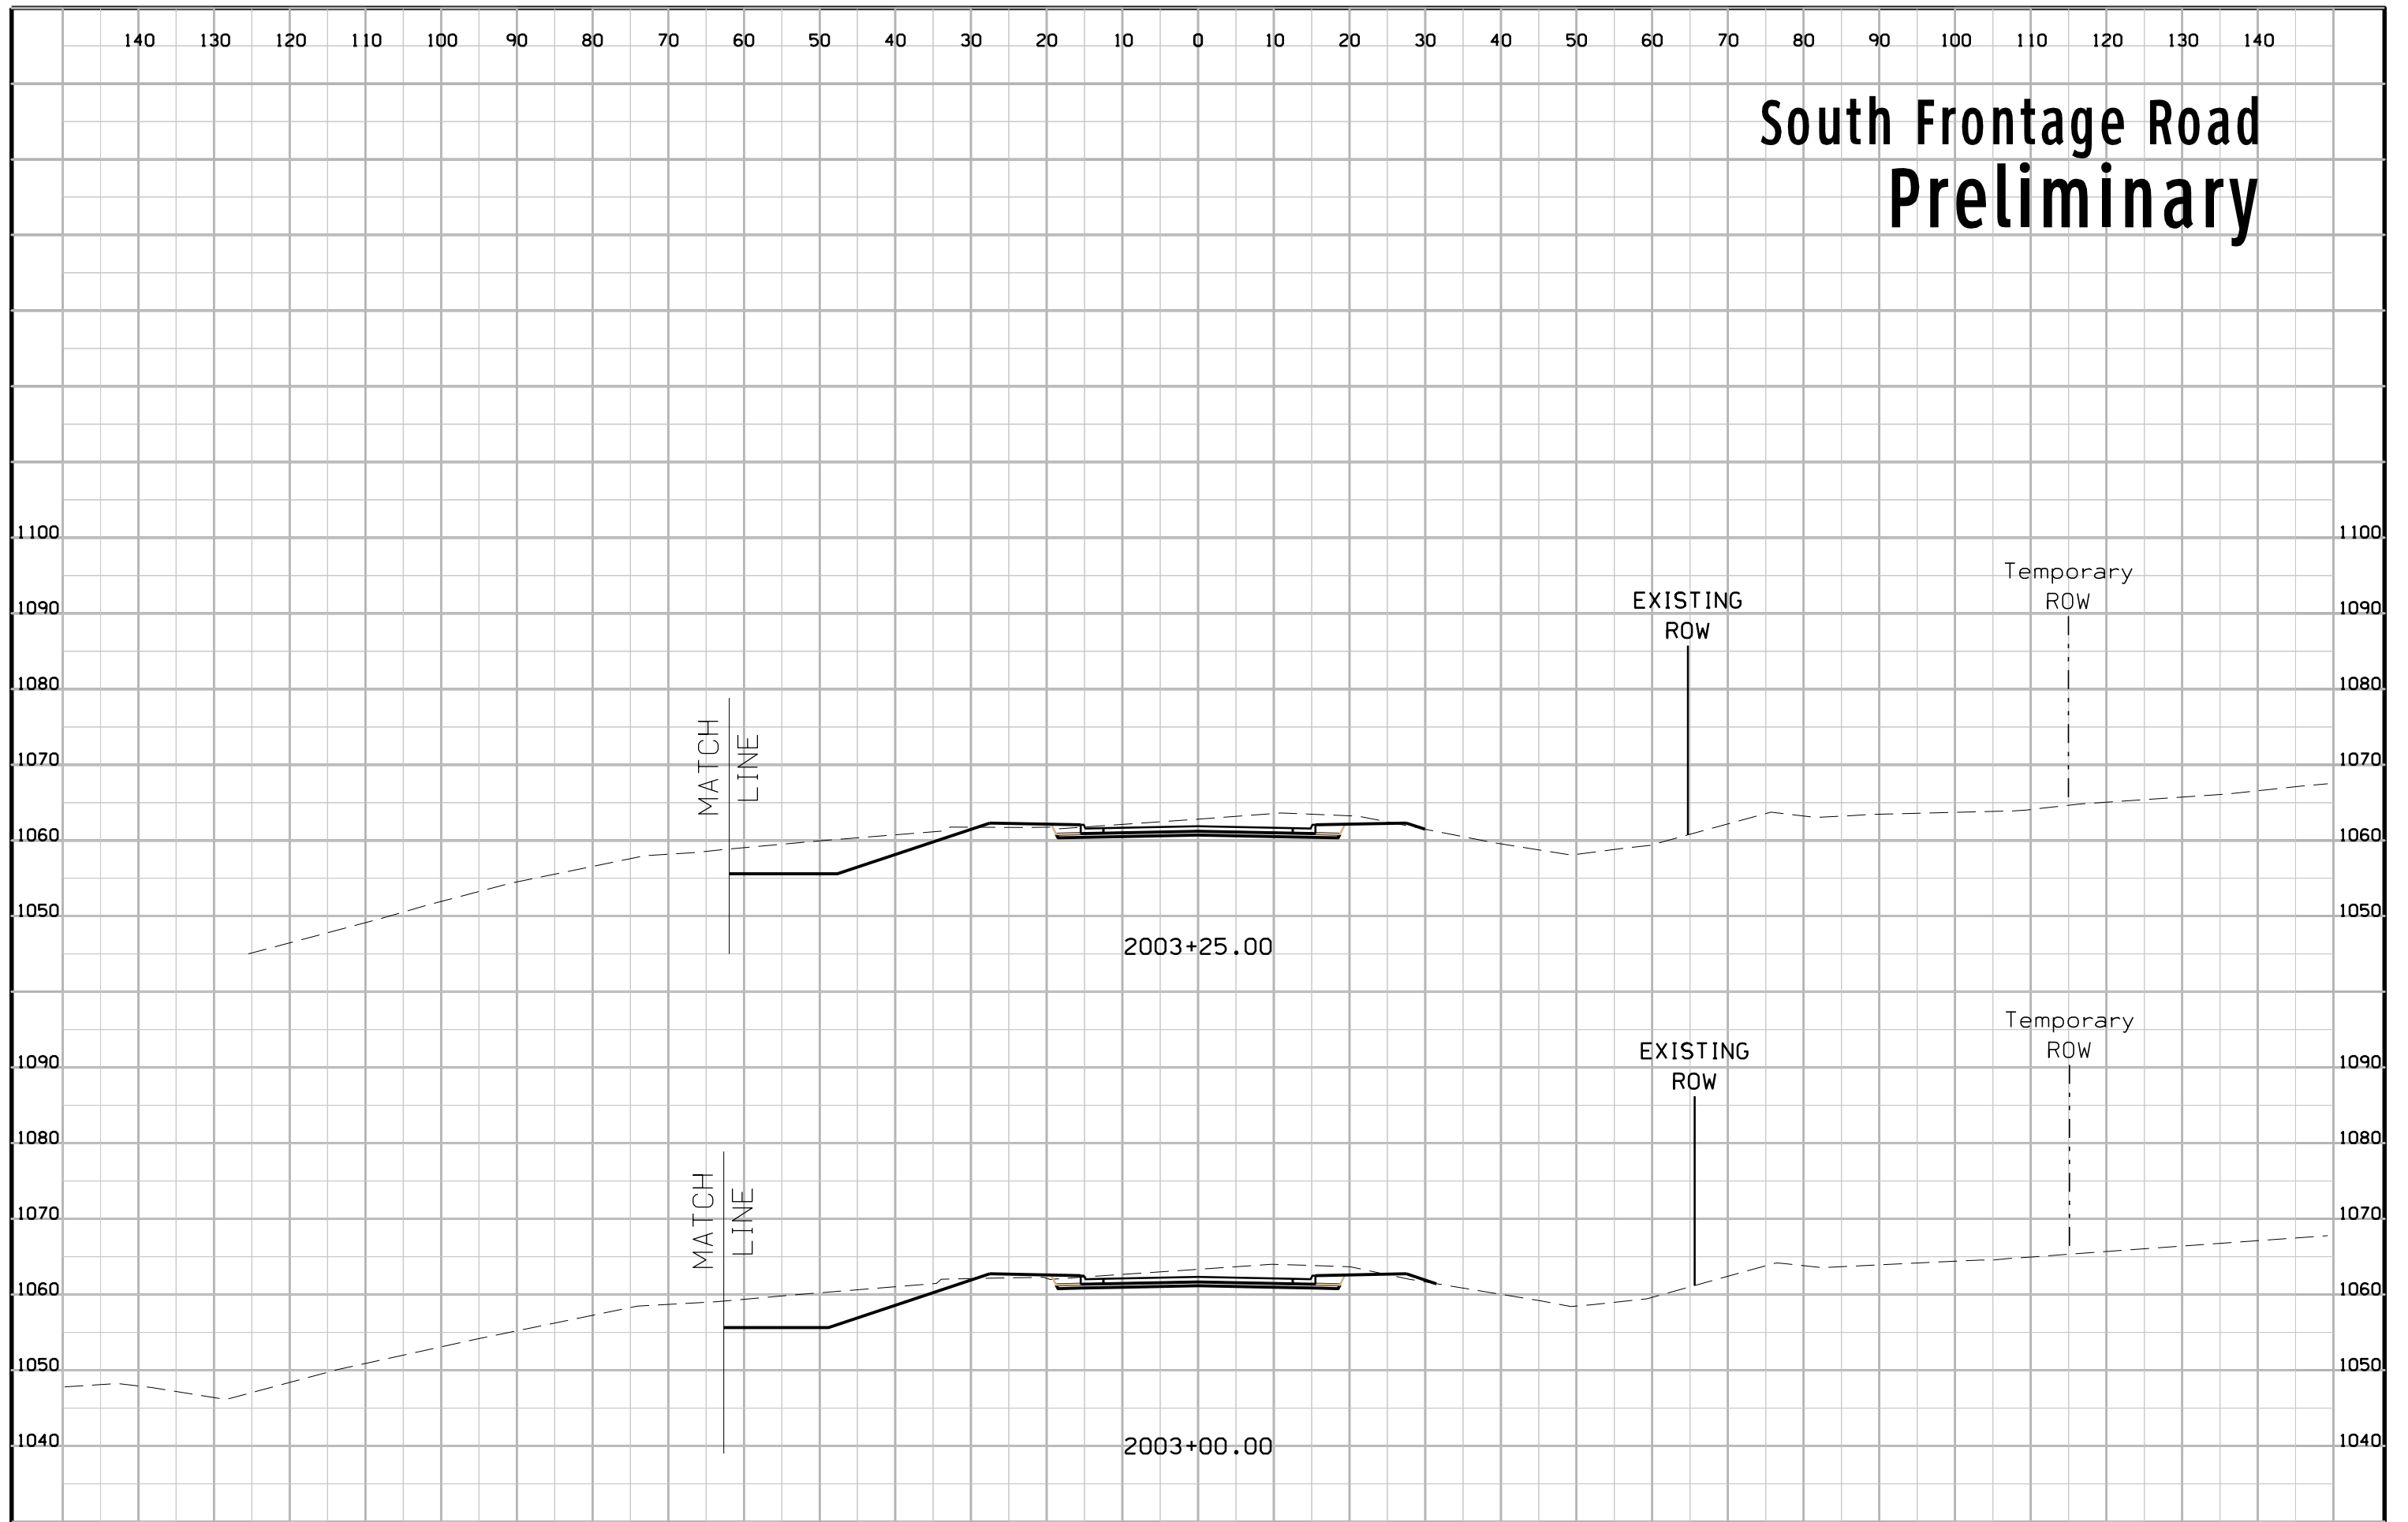 140 130 120 110 100 90 80 70 60 50 40 30 20 10 0 10 20 30 40 50 60 70 80 90 100 110 120 130 140
South Frontage Road
Preliminary
1100 1100
Temporary
ROW
1090 1090
EXISTING
ROW
1080 1080
MATCH
LINE
1070 1070
1060 1060
1050 1050
2003+25.00
Temporary
ROW
1090 1090
EXISTING
ROW
1080 1080
MATCH
LINE
1070 1070
1060 1060
1050 1050
1040 1040
2003+00.00